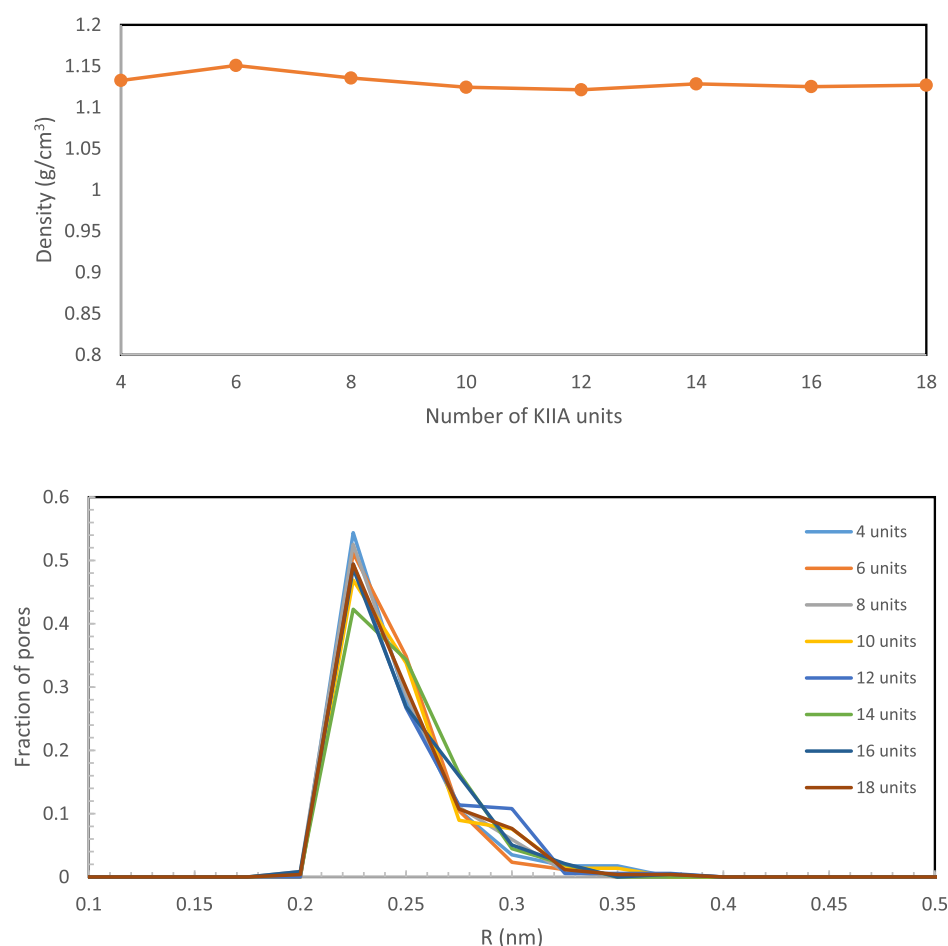 1.2
1.15
1.1
1.05
1
0.95
0.9
0.85
0.8
Density (g/cm³)
4 6 8 10 12 14 16 18
Number of KIIA units
0.6
0.5
0.4
0.3
0.2
0.1
0
Fraction of pores
4 units
6 units
8 units
10 units
12 units
14 units
16 units
18 units
0.1 0.15 0.2 0.25 0.3 0.35 0.4 0.45 0.5
R (nm)